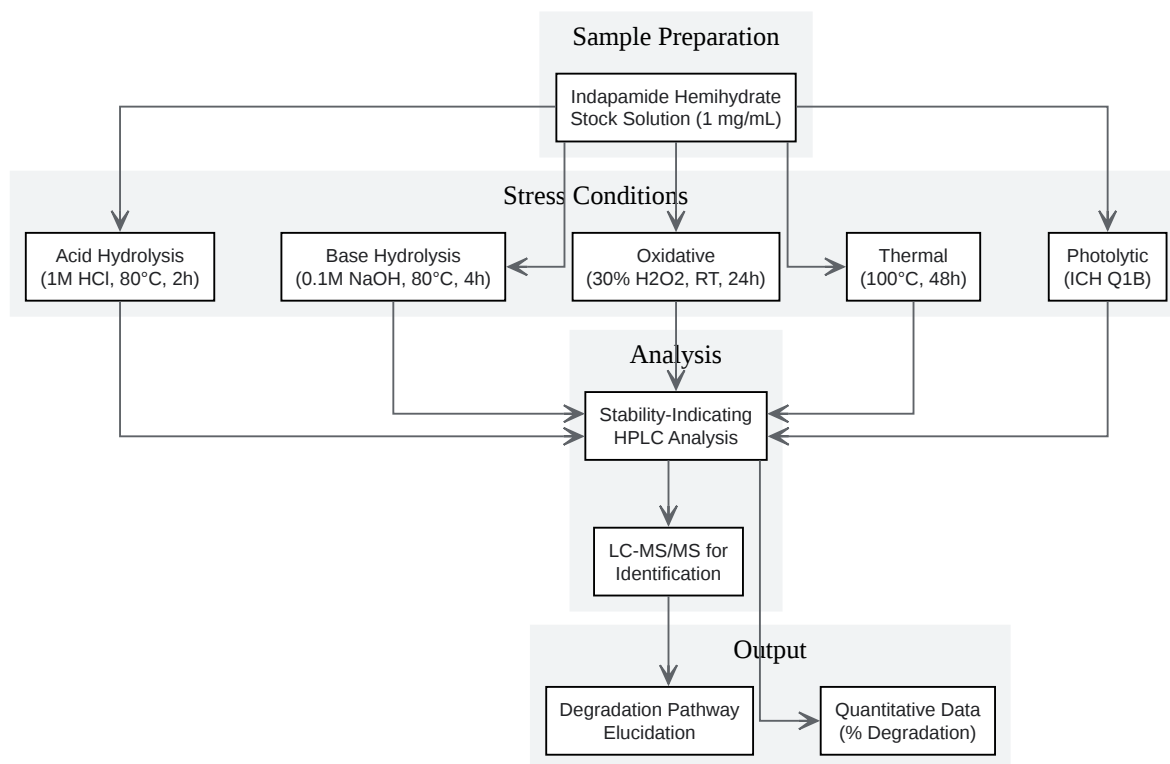 Sample Preparation
Indapamide Hemihydrate
Stock Solution (1 mg/mL)
Stress Conditions
Acid Hydrolysis
(1M HCl, 80°C, 2h)
Base Hydrolysis
(0.1M NaOH, 80°C, 4h)
Oxidative
(30% H2O2, RT, 24h)
Thermal
(100°C, 48h)
Photolytic
(ICH Q1B)
Analysis
Stability-Indicating
HPLC Analysis
LC-MS/MS for
Identification
Output
Degradation Pathway
Elucidation
Quantitative Data
(% Degradation)